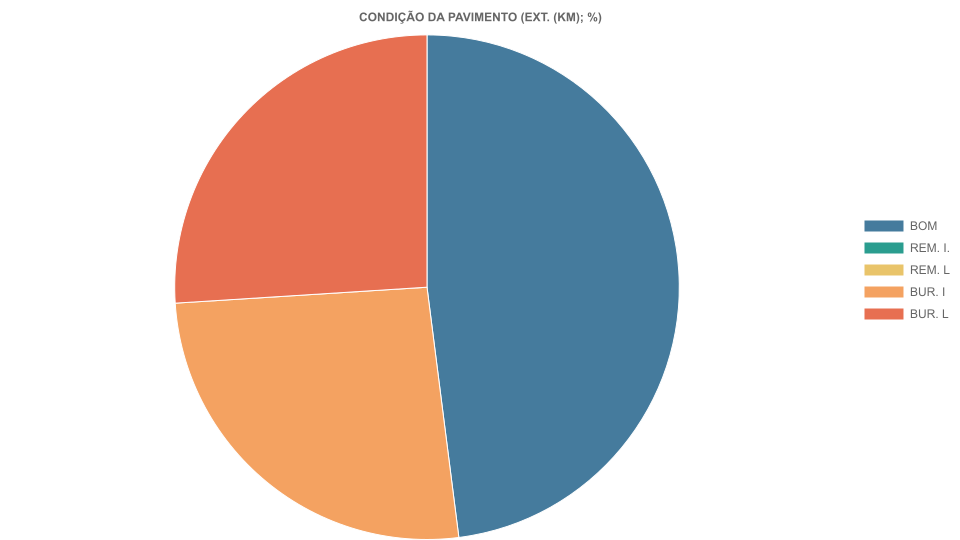 CONDIÇÃO DA PAVIMENTO (EXT. (KM); %)
BOM
REM. I.
REM. L
BUR. I
BUR. L